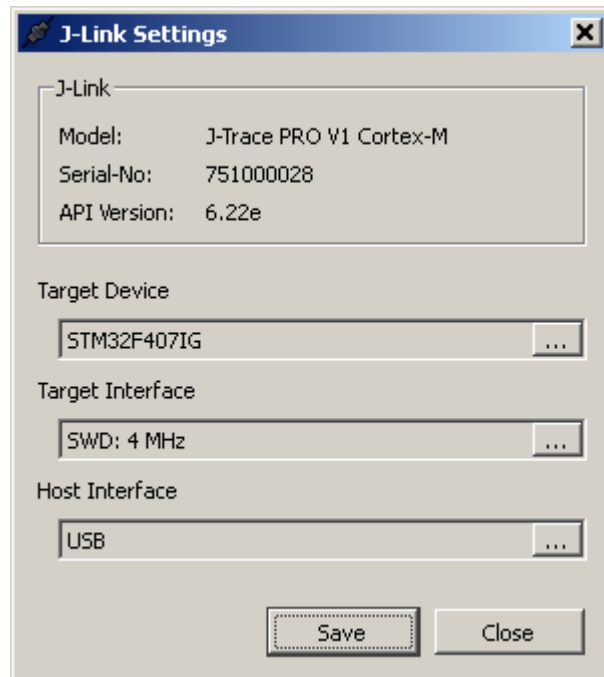 J-Link Settings
J-Link
Model: J-Trace PRO V1 Cortex-M
Serial-No: 751000028
API Version: 6.22e
Target Device
STM32F407IG ...
Target Interface
SWD: 4 MHz ...
Host Interface
USB ...
Save Close